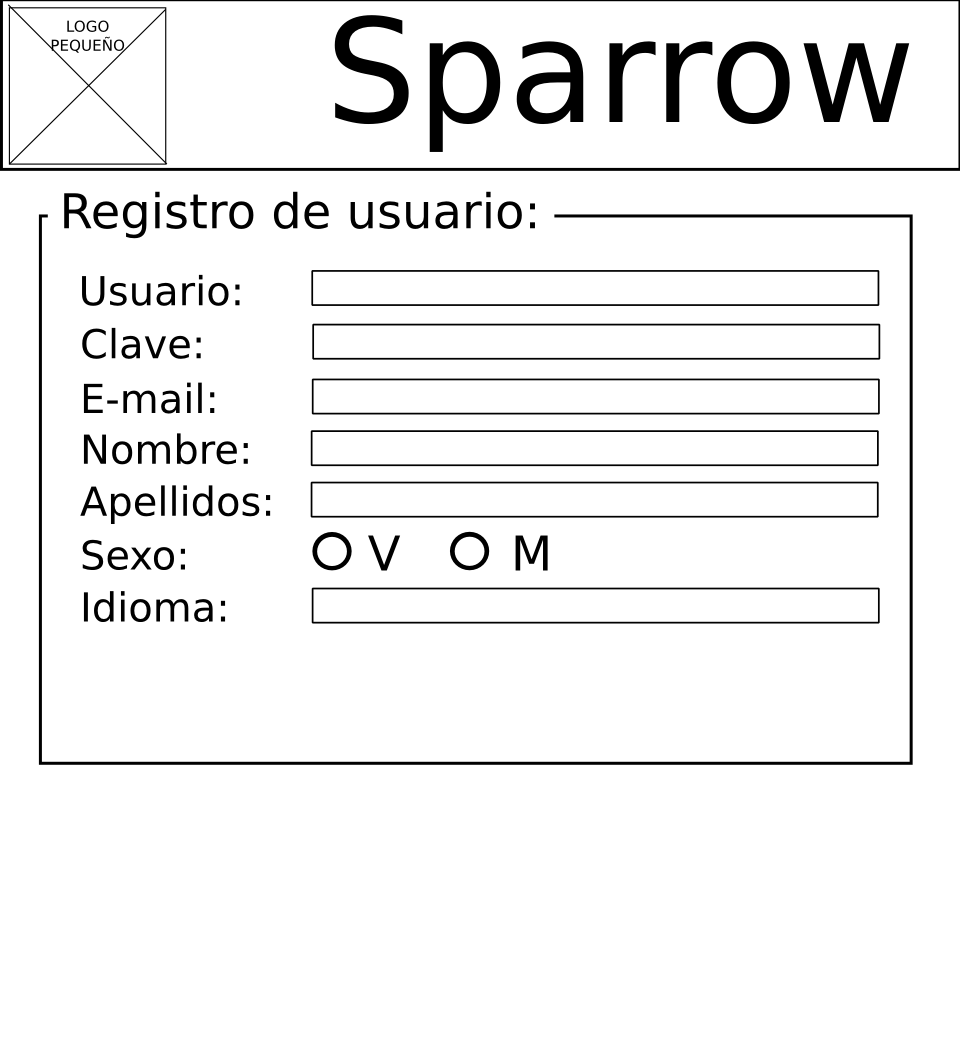 LOGO
PEQUEÑO
Sparrow
Registro de usuario:
Usuario:
Clave:
E-mail:
Nombre:
Apellidos:
Sexo: V M
Idioma: